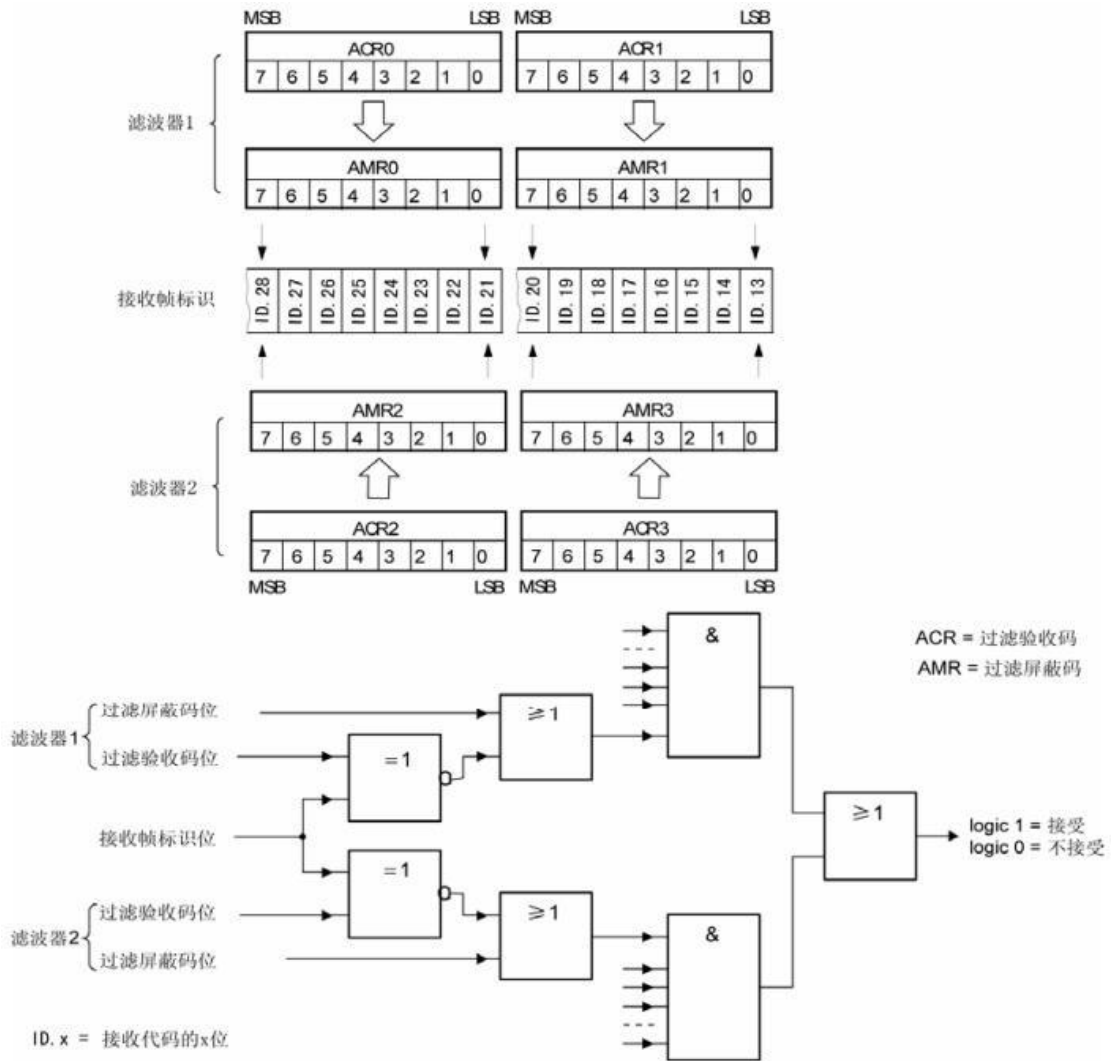 MSB LSB MSB LSB
ACR0 ACR1
7 6 5 4 3 2 1 0 7 6 5 4 3 2 1 0
滤波器1
AMR0 AMR1
7 6 5 4 3 2 1 0 7 6 5 4 3 2 1 0
接收帧标识
ID.28 ID.27 ID.26 ID.25 ID.24 ID.23 ID.22 ID.21 ID.20 ID.19 ID.18 ID.17 ID.16 ID.15 ID.14 ID.13
AMR2 AMR3
7 6 5 4 3 2 1 0 7 6 5 4 3 2 1 0
滤波器2
ACR2 ACR3
7 6 5 4 3 2 1 0 7 6 5 4 3 2 1 0
MSB LSB MSB LSB
&
ACR = 过滤验收码
AMR = 过滤屏蔽码
滤波器1
过滤屏蔽码位
≥1
过滤验收码位
=1
接收帧标识位
≥1
logic 1 = 接受
logic 0 = 不接受
=1
滤波器2
过滤验收码位
≥1
&
过滤屏蔽码位
ID.x = 接收代码的x位